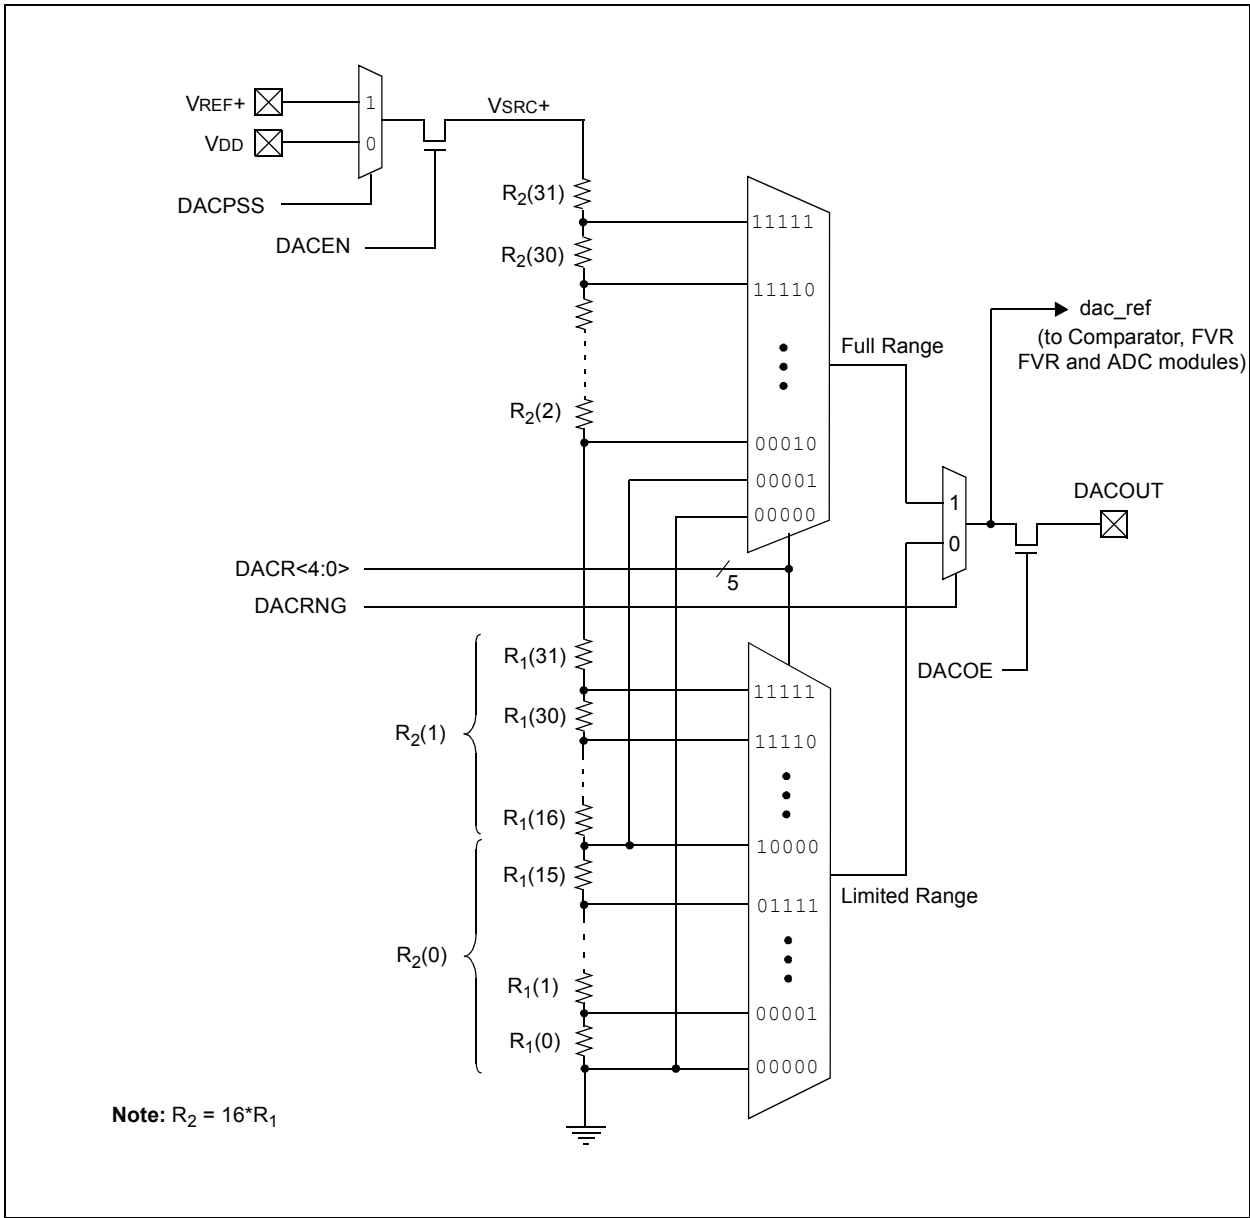 VREF+
VDD
1
0
VSRC+
DACPSS
DACEN
R2(31)
R2(30)
R2(2)
11111
11110
00010
00001
00000
Full Range
dac_ref
(to Comparator, FVR
FVR and ADC modules)
1
0
DACOUT
DACR<4:0>
5
DACRNG
DACOE
R1(31)
R1(30)
R2(1)
R1(16)
R1(15)
R2(0)
R1(1)
R1(0)
11111
11110
10000
01111
00001
00000
Limited Range
Note: R2 = 16*R1